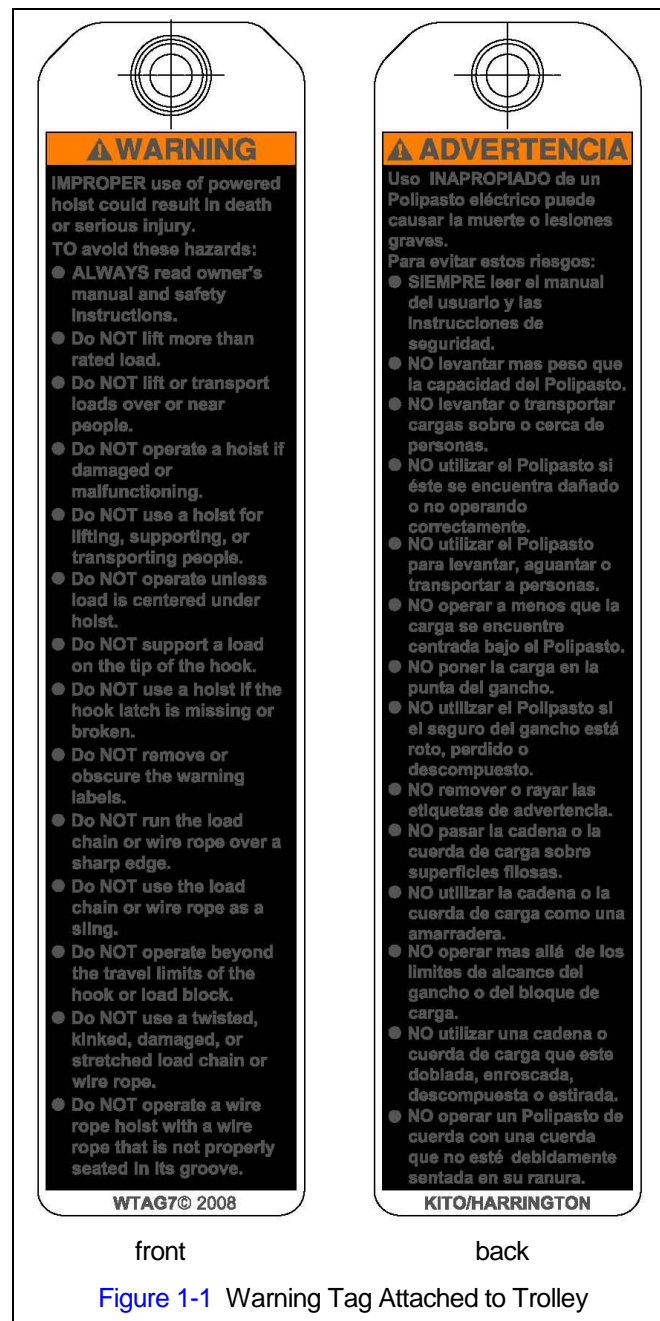 WARNING
IMPROPER use of powered
hoist could result in death
or serious injury.
TO avoid these hazards:
● ALWAYS read owner's
manual and safety
instructions.
● Do NOT lift more than
rated load.
● Do NOT lift or transport
loads over or near
people.
● Do NOT operate a hoist if
damaged or
malfunctioning.
● Do NOT use a hoist for
lifting, supporting, or
transporting people.
● Do NOT operate unless
load is centered under
hoist.
● Do NOT support a load
on the tip of the hook.
● Do NOT use a hoist if the
hook latch is missing or
broken.
● Do NOT remove or
obscure the warning
labels.
● Do NOT run the load
chain or wire rope over a
sharp edge.
● Do NOT use the load
chain or wire rope as a
sling.
● Do NOT operate beyond
the travel limits of the
hook or load block.
● Do NOT use a twisted,
kinked, damaged, or
stretched load chain or
wire rope.
● Do NOT operate a wire
rope hoist with a wire
rope that is not properly
seated in its groove.
WTAG7© 2008
front
ADVERTENCIA
Uso INAPROPIADO de un
Polipasto eléctrico puede
causar la muerte o lesiones
graves.
Para evitar estos riesgos:
● SIEMPRE leer el manual
del usuario y las
instrucciones de
seguridad.
● NO levantar mas peso que
la capacidad del Polipasto.
● NO levantar o transportar
cargas sobre o cerca de
personas.
● NO utilizar el Polipasto si
éste se encuentra dañado
o no operando
correctamente.
● NO utilizar el Polipasto
para levantar, aguantar o
transportar a personas.
● NO operar a menos que la
carga se encuentre
centrada bajo el Polipasto.
● NO poner la carga en la
punta del gancho.
● NO utilizar el Polipasto si
el seguro del gancho está
roto, perdido o
descompuesto.
● NO remover o rayar las
etiquetas de advertencia.
● NO pasar la cadena o la
cuerda de carga sobre
superficies filosas.
● NO utilizar la cadena o la
cuerda de carga como una
amarradera.
● NO operar mas allá de los
limites de alcance del
gancho o del bloque de
carga.
● NO utilizar una cadena o
cuerda de carga que este
doblada, enroscada,
descompuesta o estirada.
● NO operar un Polipasto de
cuerda con una cuerda
que no esté debidamente
sentada en su ranura.
KITO/HARRINGTON
back
Figure 1-1 Warning Tag Attached to Trolley